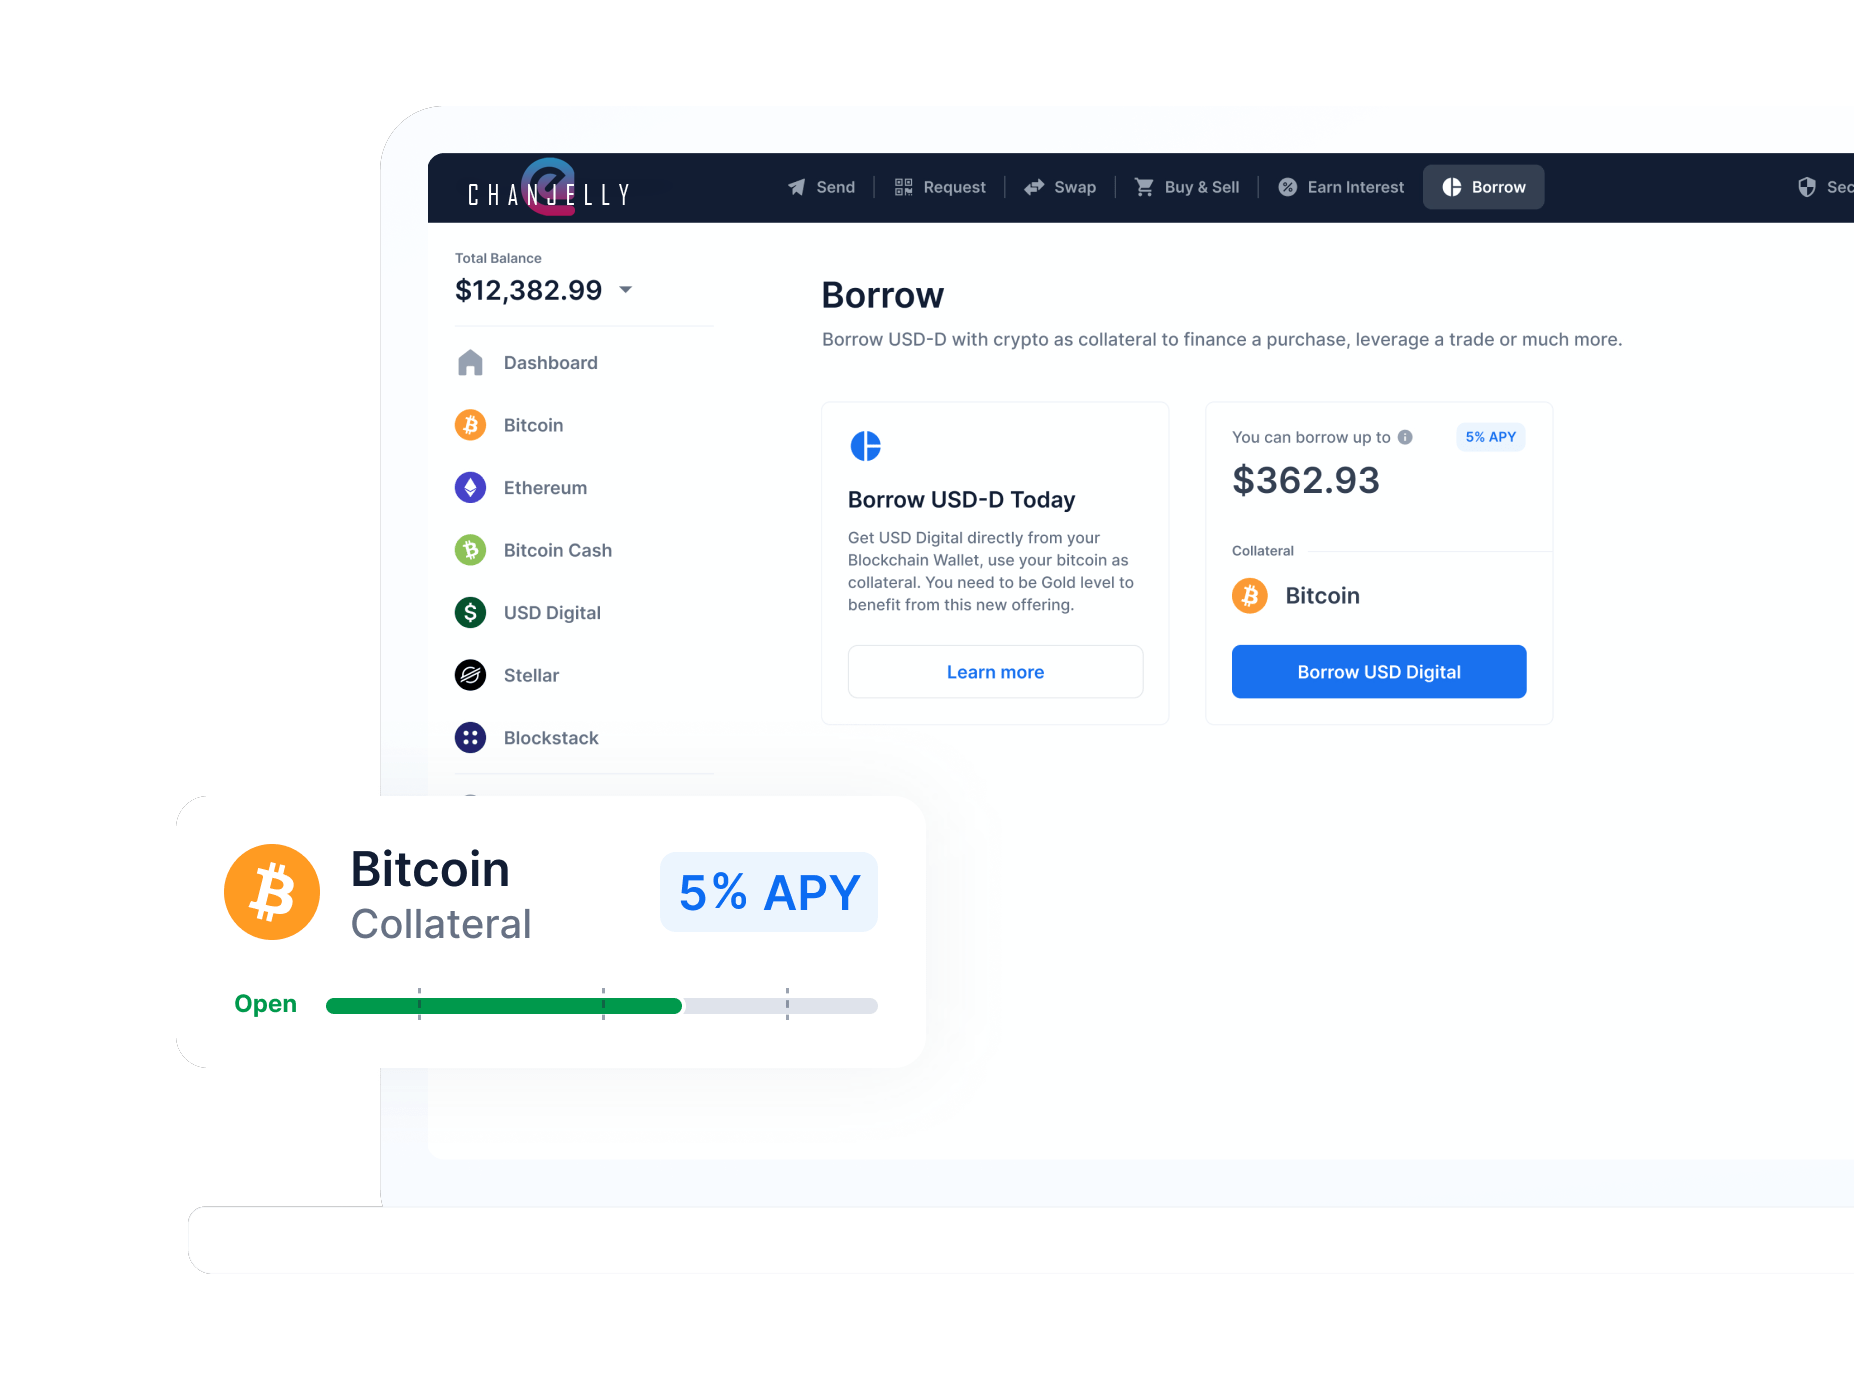 CHANJELLY
Send
Request
Swap
Buy & Sell
Earn Interest
Borrow
Sec
Total Balance
$12,382.99
Dashboard
Bitcoin
Ethereum
Bitcoin Cash
USD Digital
Stellar
Blockstack
Borrow
Borrow USD-D with crypto as collateral to finance a purchase, leverage a trade or much more.
Borrow USD-D Today
Get USD Digital directly from your
Blockchain Wallet, use your bitcoin as
collateral. You need to be Gold level to
benefit from this new offering.
Learn more
You can borrow up to
5% APY
$362.93
Collateral
Bitcoin
Borrow USD Digital
Bitcoin
Collateral
5% APY
Open